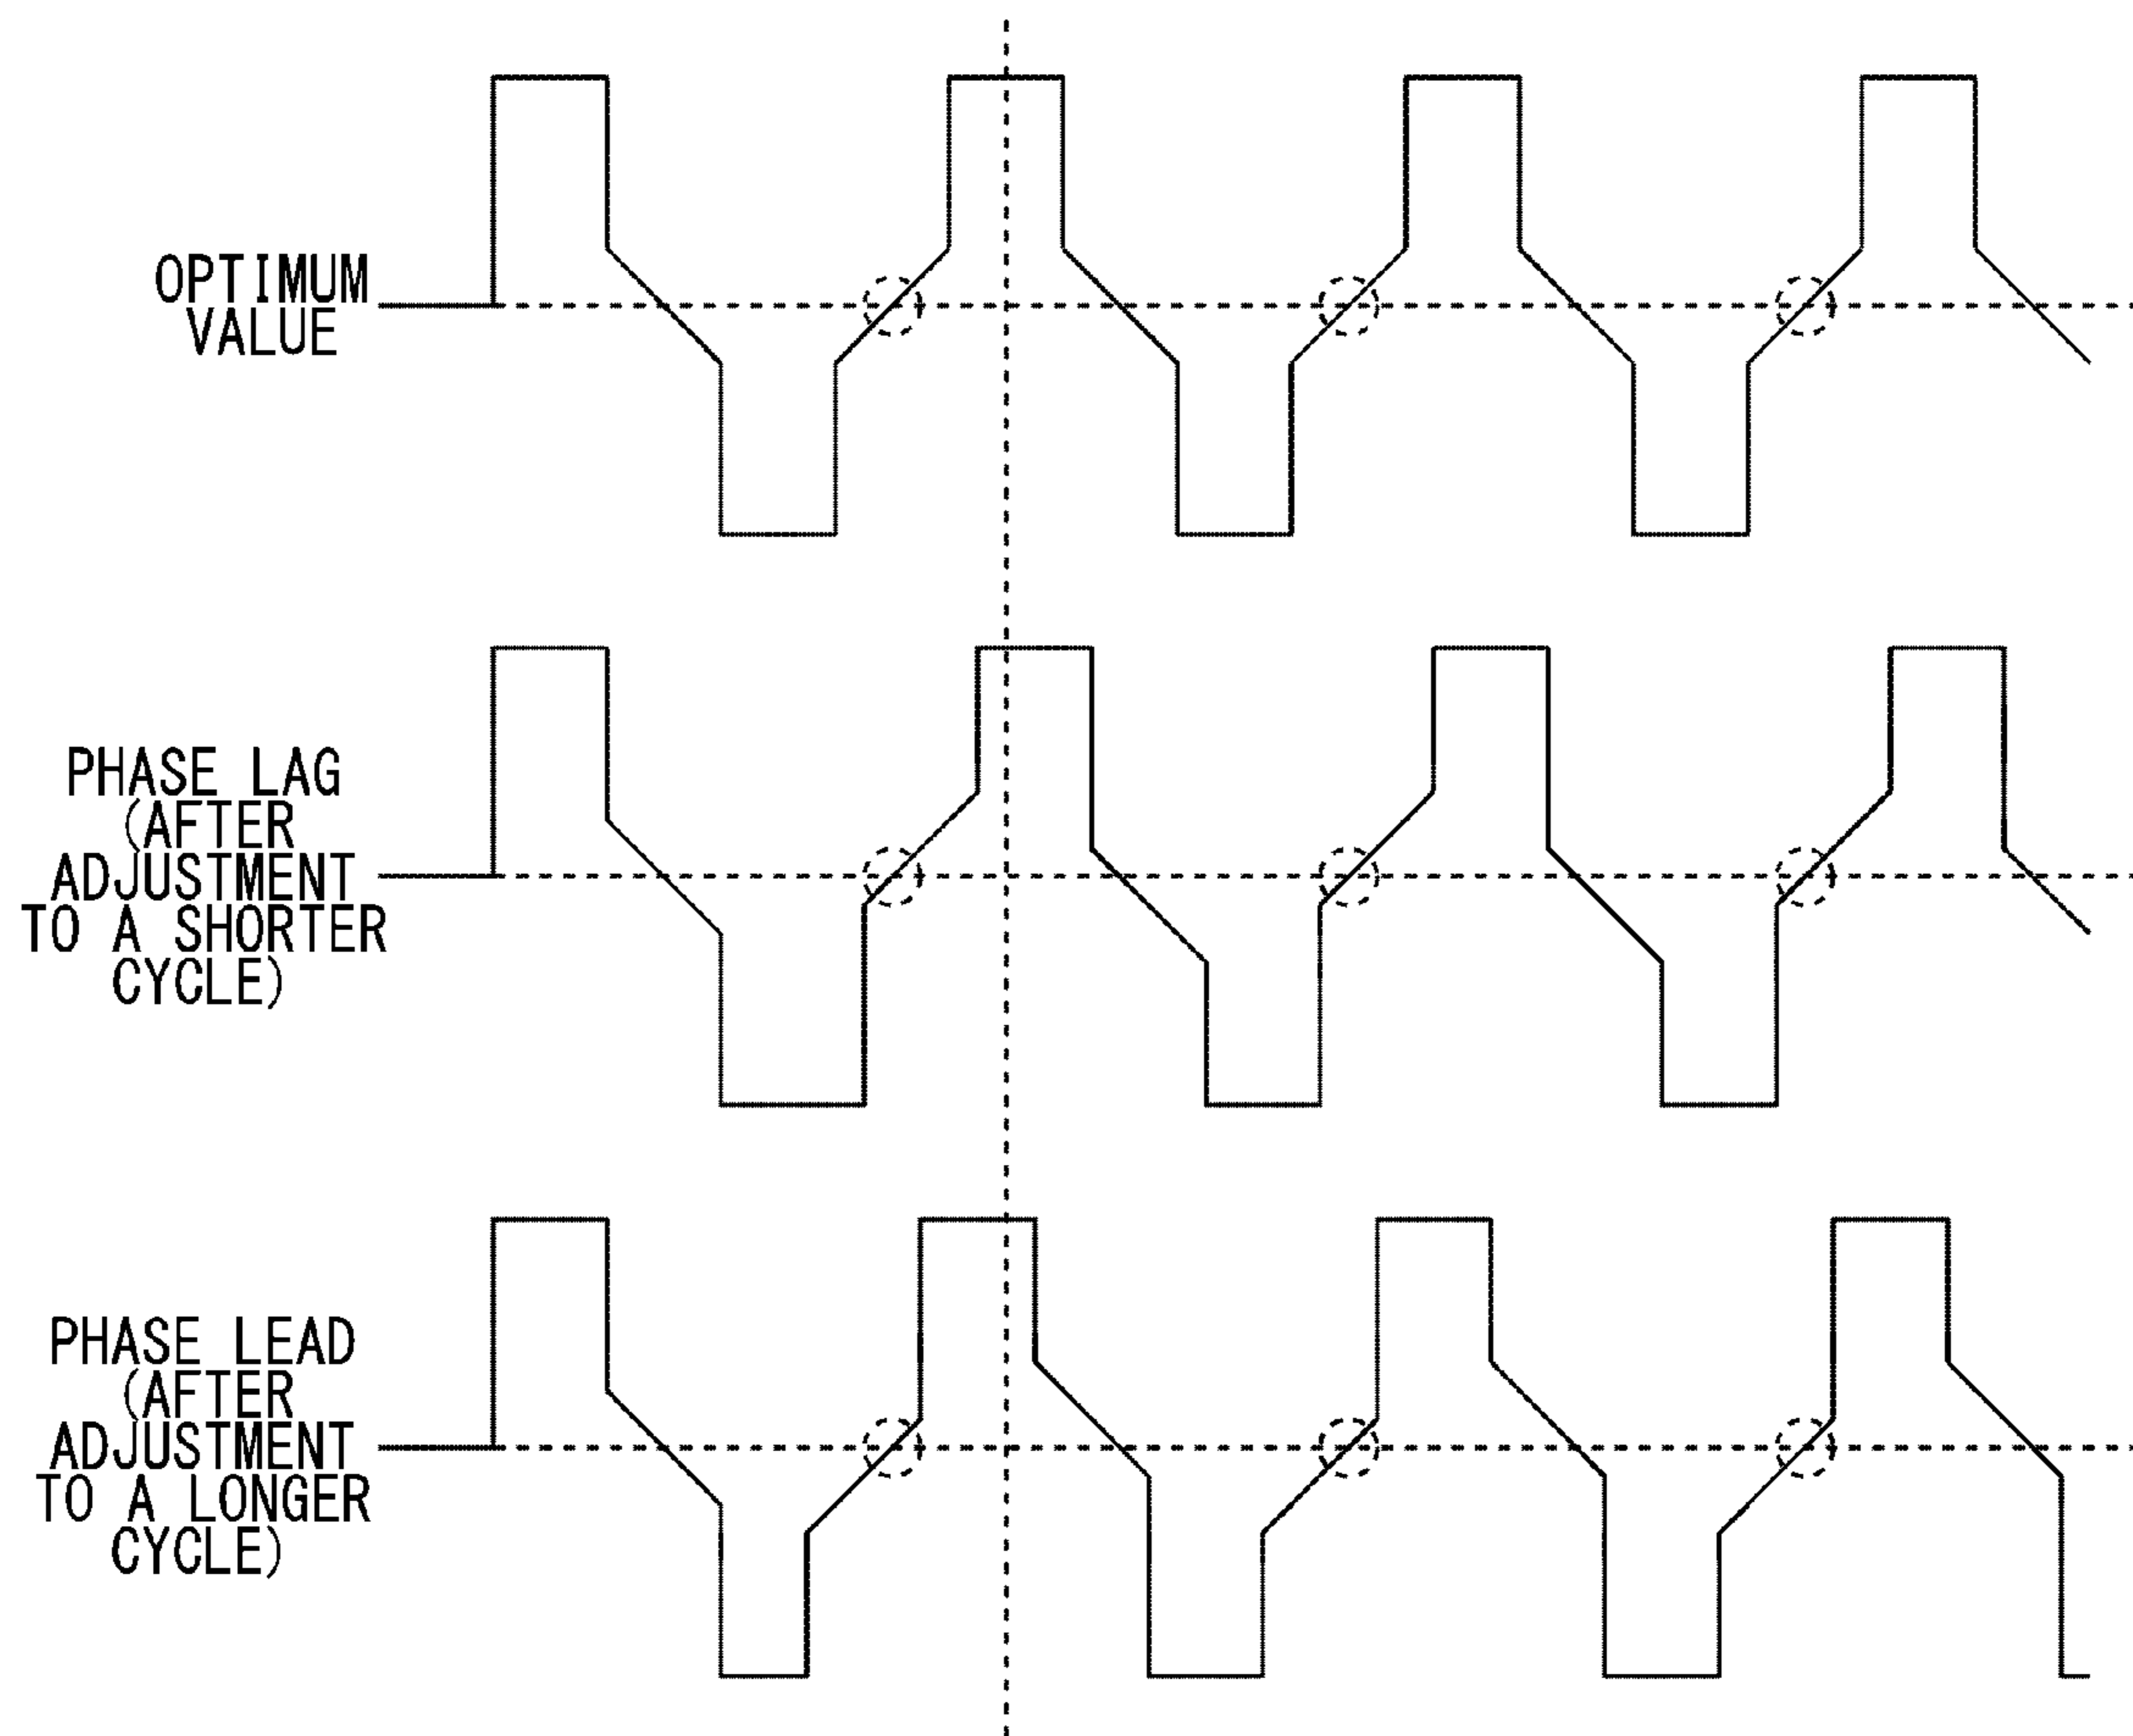 OPTIMUM
VALUE
PHASE LAG
(AFTER
ADJUSTMENT
TO A SHORTER
CYCLE)
PHASE LEAD
(AFTER
ADJUSTMENT
TO A LONGER
CYCLE)